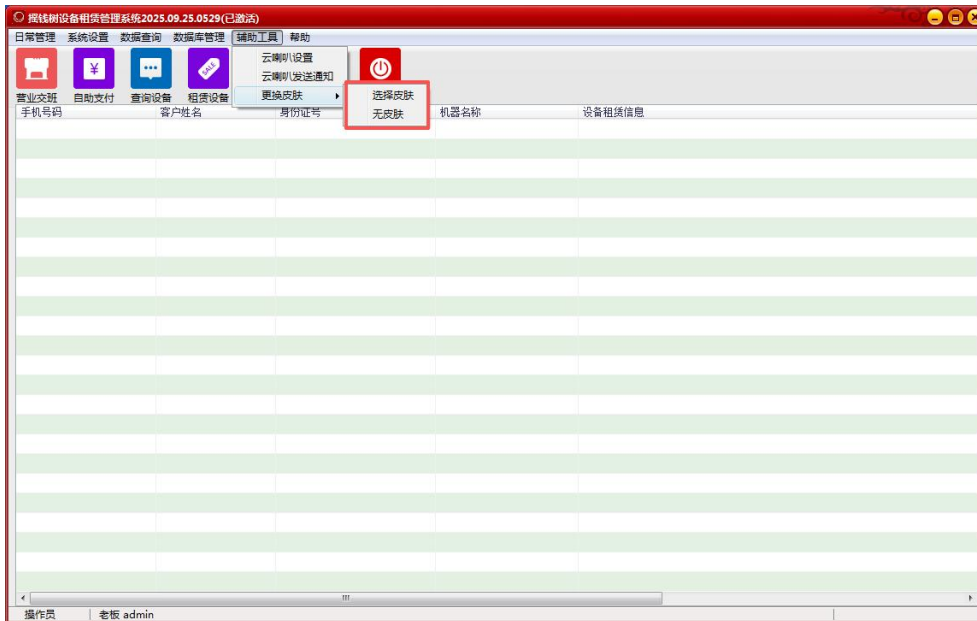 摇钱树设备租赁管理系统2025.09.25.0529(已激活)
日常管理 系统设置 数据查询 数据库管理 辅助工具 帮助
云喇叭设置
云喇叭发送通知
更换皮肤
选择皮肤
无皮肤
¥
SALE
营业交班 自助支付 查询设备 租赁设备
手机号码 客户姓名 身份证号 机器名称 设备租赁信息
操作员 老板 admin